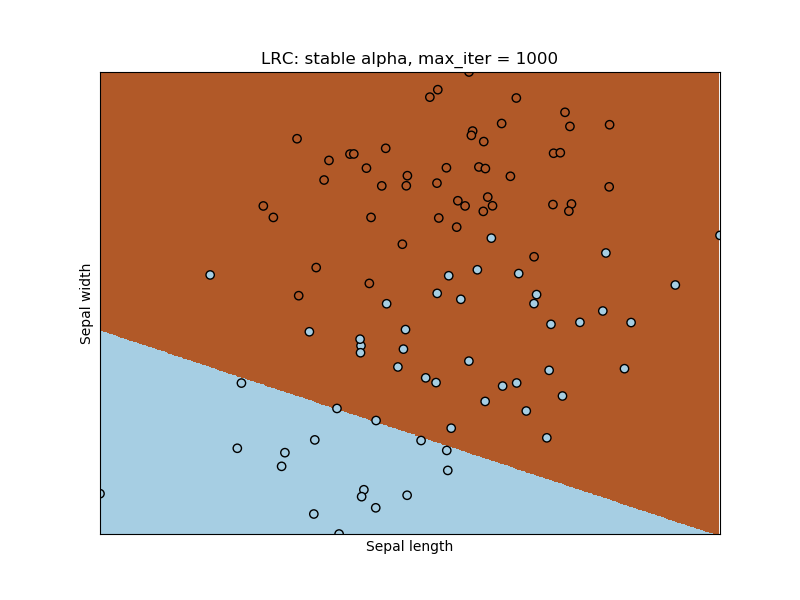 LRC: stable alpha, max_iter = 1000
Sepal width
Sepal length